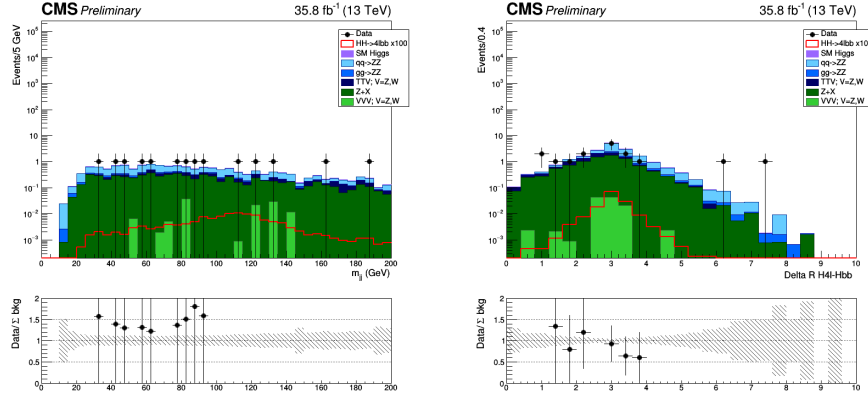 CMS Preliminary 35.8 fb⁻¹ (13 TeV)
Events/5 GeV
10⁵
10⁴
10³
10²
10
1
10⁻¹
10⁻²
10⁻³
Data
HH->4lbb x100
SM Higgs
qq->ZZ
gg->ZZ
TTV; V=Z,W
Z+X
VVV; V=Z,W
0 20 40 60 80 100 120 140 160 180 200
m_jj (GeV)
Data/Σ bkg
2
1.5
1
0.5
0
0 20 40 60 80 100 120 140 160 180 200
CMS Preliminary 35.8 fb⁻¹ (13 TeV)
Events/0.4
10⁵
10⁴
10³
10²
10
1
10⁻¹
10⁻²
10⁻³
Data
HH->4lbb x10
SM Higgs
qq->ZZ
gg->ZZ
TTV; V=Z,W
Z+X
VVV; V=Z,W
0 1 2 3 4 5 6 7 8 9 10
Delta R H4l-Hbb
Data/Σ bkg
2
1.5
1
0.5
0
0 1 2 3 4 5 6 7 8 9 10